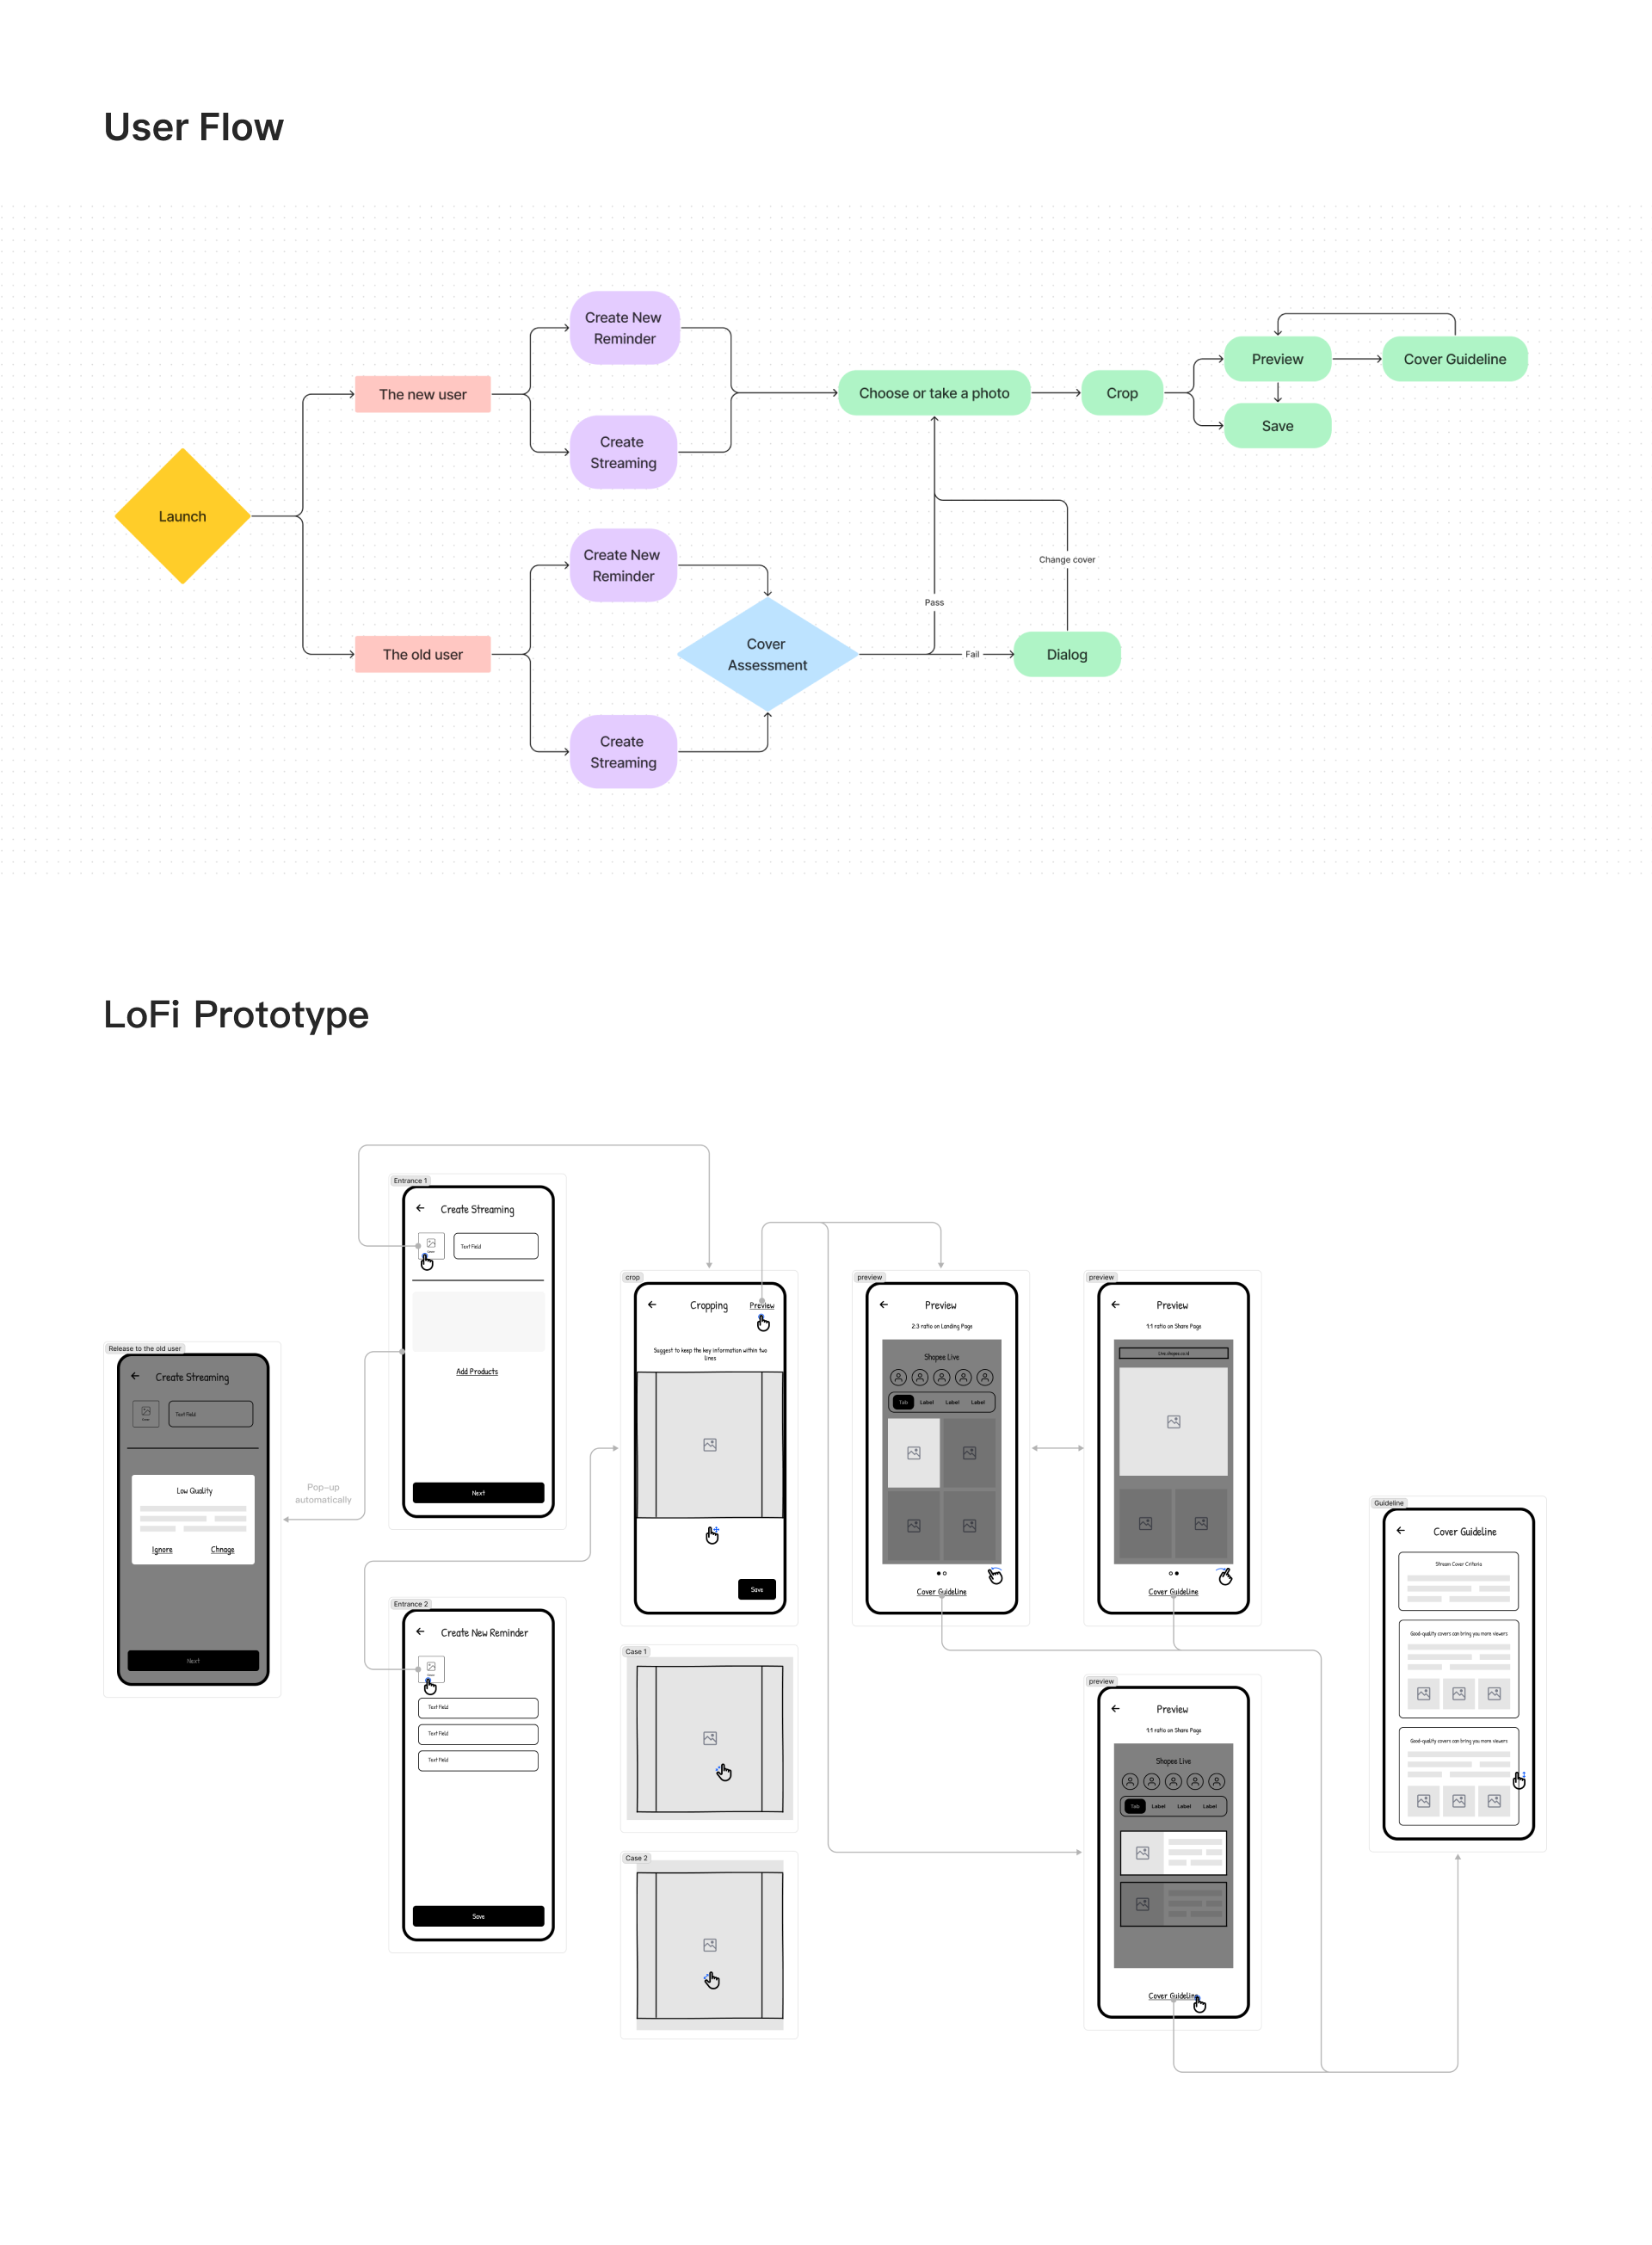 User Flow
Create New
Reminder
The new user
Create
Streaming
Choose or take a photo
Crop
Preview
Cover Guideline
Save
Launch
Create New
Reminder
Change cover
Pass
The old user
Cover
Assessment
Fail
Dialog
Create
Streaming
LoFi Prototype
Entrance 1
Create Streaming
Cover
Text Field
Add Products
Next
Release to the old user
Create Streaming
Cover
Text Field
Low Quality
Ignore
Chnage
Next
Pop-up
automatically
Entrance 2
Create New Reminder
Cover
Text Field
Text Field
Text Field
Save
crop
Cropping
Preview
Suggest to keep the key information within two
lines
Save
Case 1
Case 2
preview
Preview
2:3 ratio on Landing Page
Shopee Live
Tab
Label
Label
Label
Cover Guideline
preview
Preview
1:1 ratio on Share Page
Live.shopee.co.id
Cover Guideline
preview
Preview
1:1 ratio on Share Page
Shopee Live
Tab
Label
Label
Label
Cover Guideline
Guideline
Cover Guideline
Stream Cover Criteria
Good-quality covers can bring you more viewers
Good-quality covers can bring you more viewers